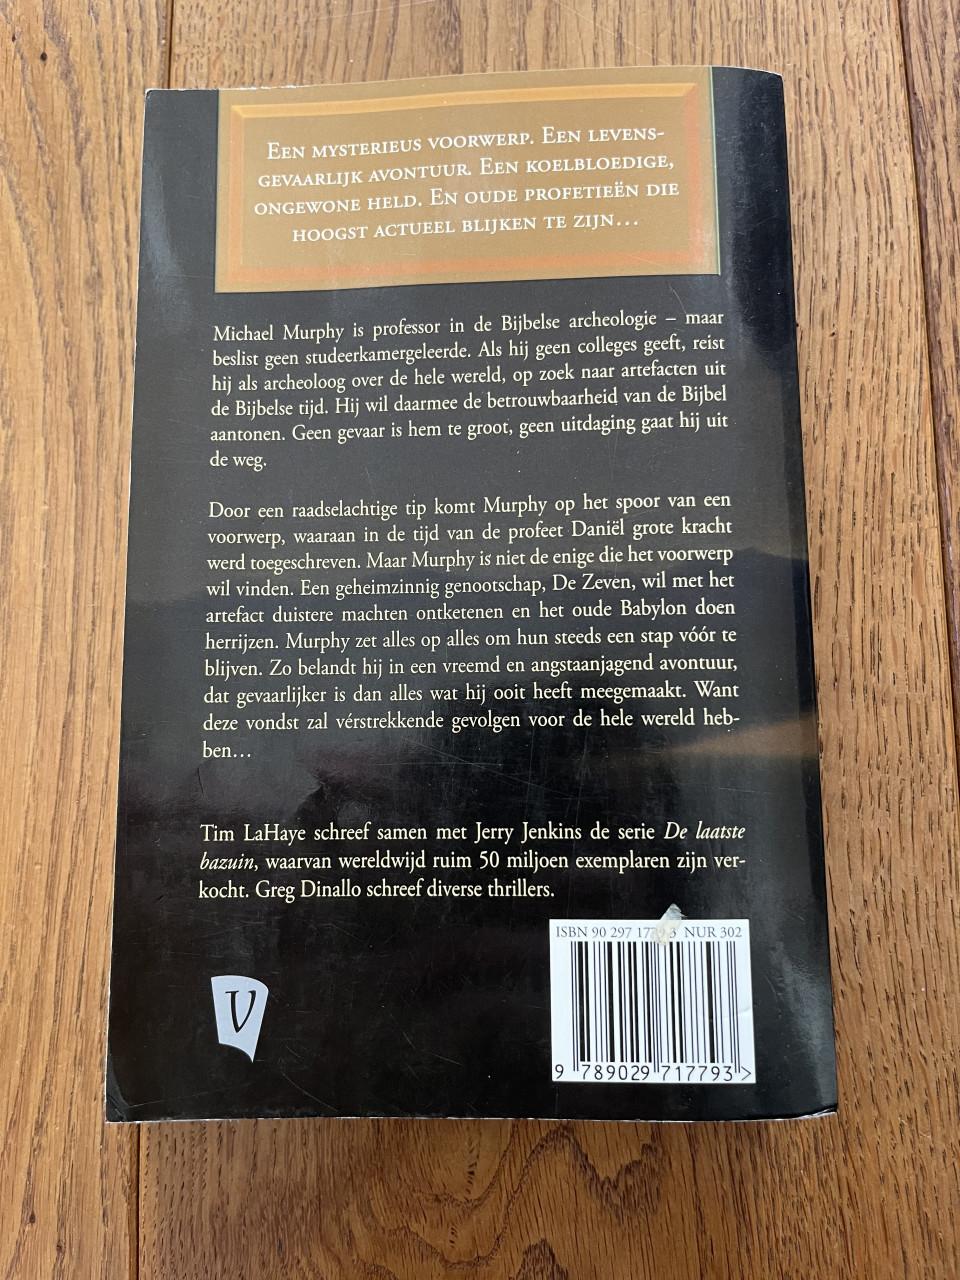 Een mysterieus voorwerp. Een levens-
gevaarlijk avontuur. Een koelbloedige,
ongewone held. En oude profetieën die
hoogst actueel blijken te zijn…
Michael Murphy is professor in de Bijbelse archeologie – maar
beslist geen studeerkamergeleerde. Als hij geen colleges geeft, reist
hij als archeoloog over de hele wereld, op zoek naar artefacten uit
de Bijbelse tijd. Hij wil daarmee de betrouwbaarheid van de Bijbel
aantonen. Geen gevaar is hem te groot, geen uitdaging gaat hij uit
de weg.
Door een raadselachtige tip komt Murphy op het spoor van een
voorwerp, waaraan in de tijd van de profeet Daniël grote kracht
werd toegeschreven. Maar Murphy is niet de enige die het voorwerp
wil vinden. Een geheimzinnig genootschap, De Zeven, wil met het
artefact duistere machten ontketenen en het oude Babylon doen
herrijzen. Murphy zet alles op alles om hun steeds een stap vóór te
blijven. Zo belandt hij in een vreemd en angstaanjagend avontuur,
dat gevaarlijker is dan alles wat hij ooit heeft meegemaakt. Want
deze vondst zal vérstrekkende gevolgen voor de hele wereld heb-
ben…
Tim LaHaye schreef samen met Jerry Jenkins de serie De laatste
bazuin, waarvan wereldwijd ruim 50 miljoen exemplaren zijn ver-
kocht. Greg Dinallo schreef diverse thrillers.
ISBN 90 297 3 NUR 302
V
9 789029 717793 >